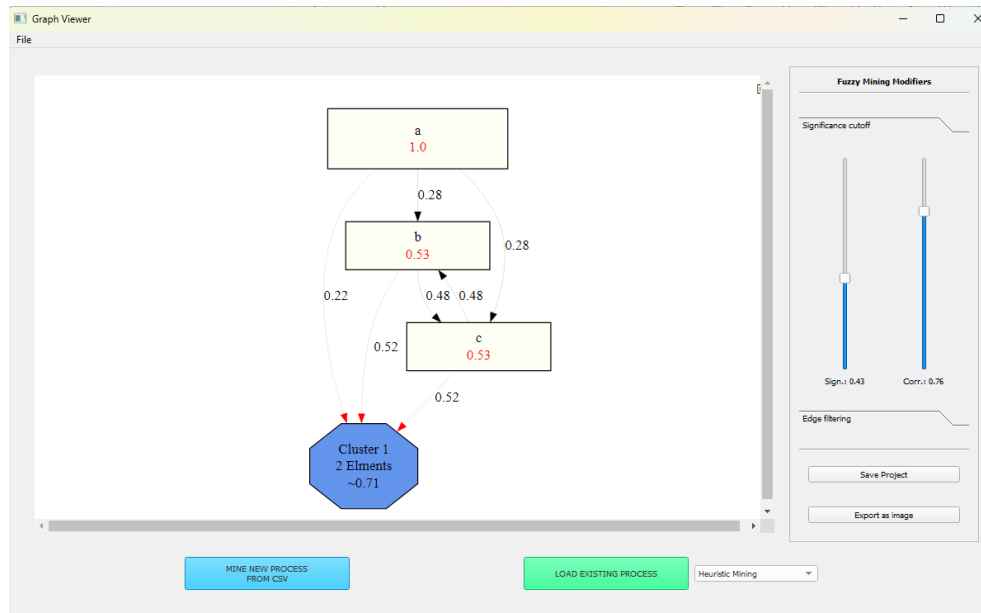 Graph Viewer
File
a
1.0
0.28
b
0.53
0.28
0.22
0.48 0.48
c
0.53
0.52
0.52
Cluster 1
2 Elments
~0.71
Fuzzy Mining Modifiers
Significance cutoff
Sign.: 0.43
Corr.: 0.76
Edge filtering
Save Project
Export as image
MINE NEW PROCESS
FROM CSV
LOAD EXISTING PROCESS
Heuristic Mining